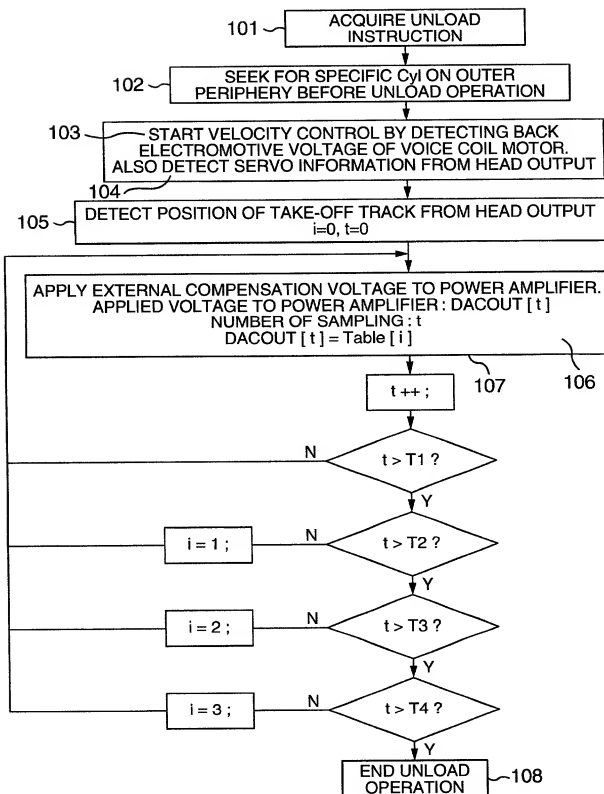 101
ACQUIRE UNLOAD
INSTRUCTION
102
SEEK FOR SPECIFIC Cyl ON OUTER
PERIPHERY BEFORE UNLOAD OPERATION
103
START VELOCITY CONTROL BY DETECTING BACK
ELECTROMOTIVE VOLTAGE OF VOICE COIL MOTOR.
ALSO DETECT SERVO INFORMATION FROM HEAD OUTPUT
104
105
DETECT POSITION OF TAKE-OFF TRACK FROM HEAD OUTPUT
i=0, t=0
APPLY EXTERNAL COMPENSATION VOLTAGE TO POWER AMPLIFIER.
APPLIED VOLTAGE TO POWER AMPLIFIER : DACOUT [ t ]
NUMBER OF SAMPLING : t
DACOUT [ t ] = Table [ i ]
107
106
t ++ ;
N
t > T1 ?
Y
i = 1 ;
N
t > T2 ?
Y
i = 2 ;
N
t > T3 ?
Y
i = 3 ;
N
t > T4 ?
Y
END UNLOAD
OPERATION
108